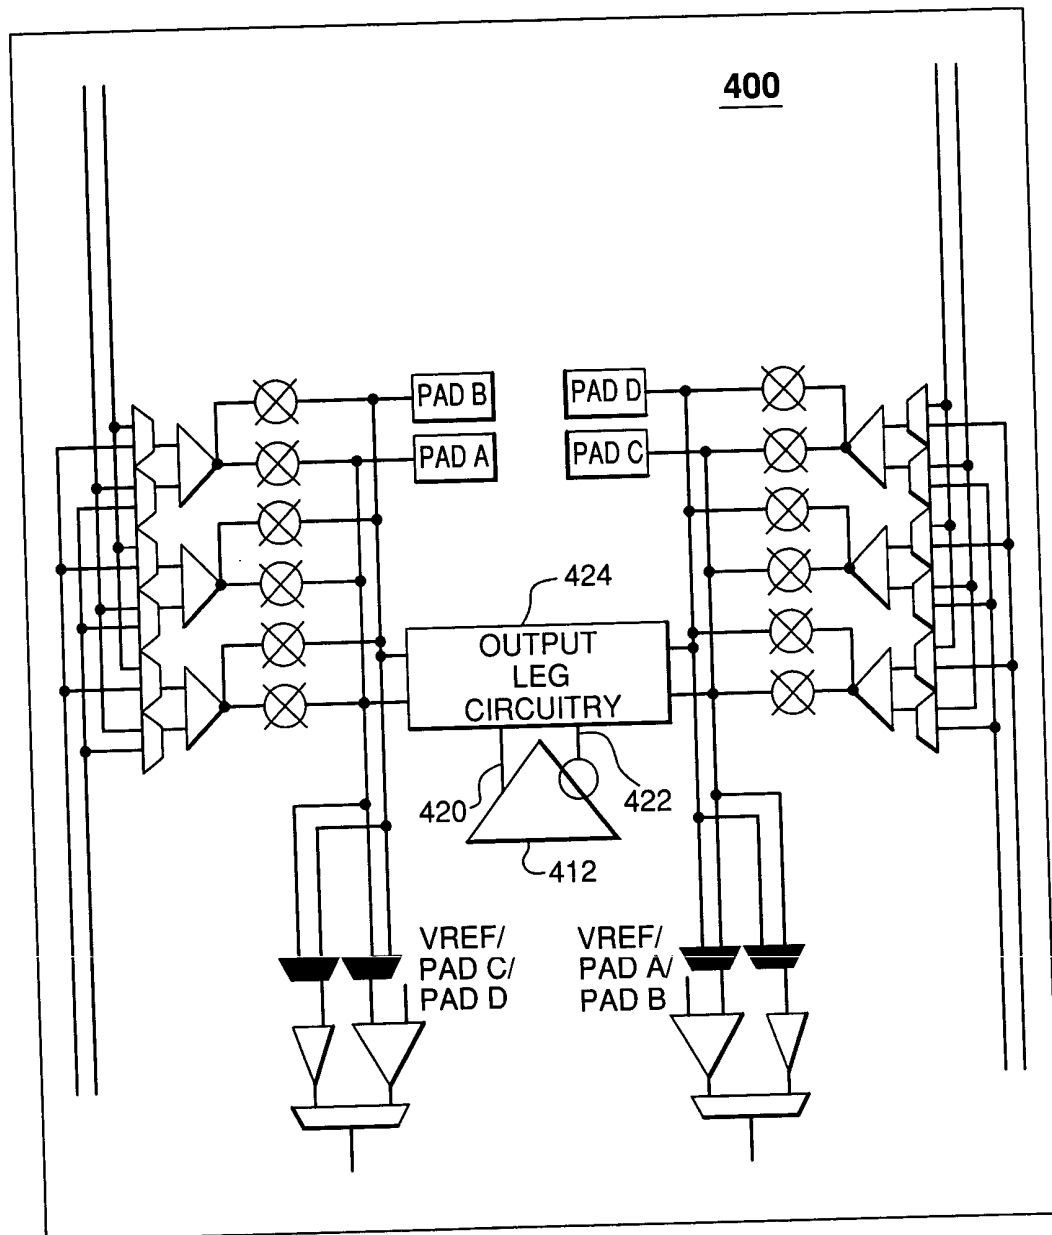 400
PAD B
PAD D
PAD A
PAD C
424
OUTPUT
LEG
CIRCUITRY
420
422
412
VREF/
PAD C/
PAD D
VREF/
PAD A/
PAD B